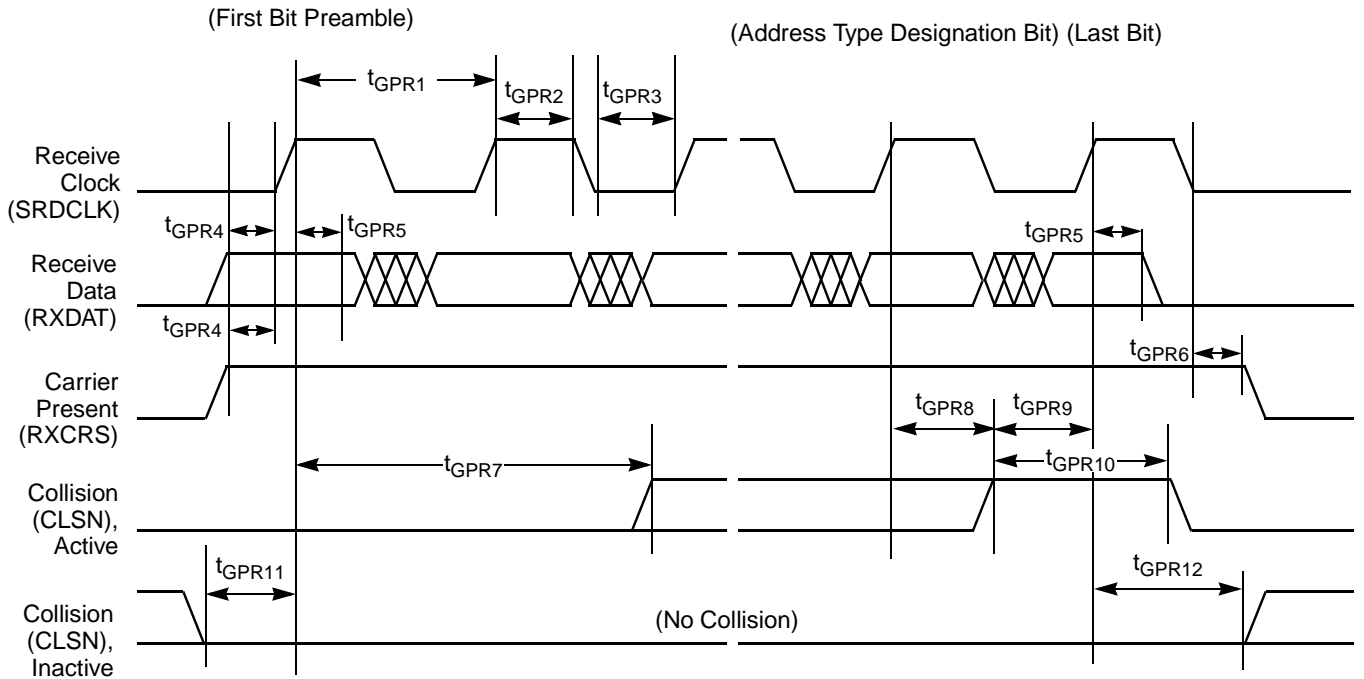 (First Bit Preamble)
(Address Type Designation Bit) (Last Bit)
tGPR1
tGPR2
tGPR3
Receive
Clock
(SRDCLK)
tGPR4
tGPR5
tGPR5
Receive
Data
(RXDAT)
tGPR4
tGPR6
Carrier
Present
(RXCRS)
tGPR8
tGPR9
tGPR7
tGPR10
Collision
(CLSN),
Active
tGPR11
tGPR12
Collision
(CLSN),
Inactive
(No Collision)